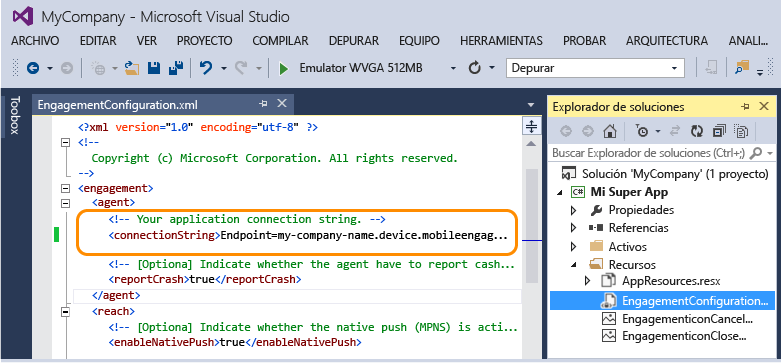 MyCompany - Microsoft Visual Studio
ARCHIVO EDITAR VER PROYECTO COMPILAR DEPURAR EQUIPO HERRAMIENTAS PROBAR ARQUITECTURA ANALI...
Emulator WVGA 512MB Depurar
Toolbox
EngagementConfiguration.xml
<?xml version="1.0" encoding="utf-8" ?>
<!--
Copyright (c) Microsoft Corporation. All rights reserved.
-->
<engagement>
<agent>
<!-- Your application connection string. -->
<connectionString>Endpoint=my-company-name.device.mobileengag...
<!-- [Optiona] Indicate whether the agent have to report cash...
<reportCrash>true</reportCrash>
</agent>
<reach>
<!-- [Optiona] Indicate whether the native push (MPNS) is acti...
<enableNativePush>true</enableNativePush>
Explorador de soluciones
Buscar Explorador de soluciones (Ctrl+;)
Solución 'MyCompany' (1 proyecto)
Mi Super App
Propiedades
Referencias
Activos
Recursos
AppResources.resx
EngagementConfiguration...
EngagementiconCancel...
EngagementiconClose...